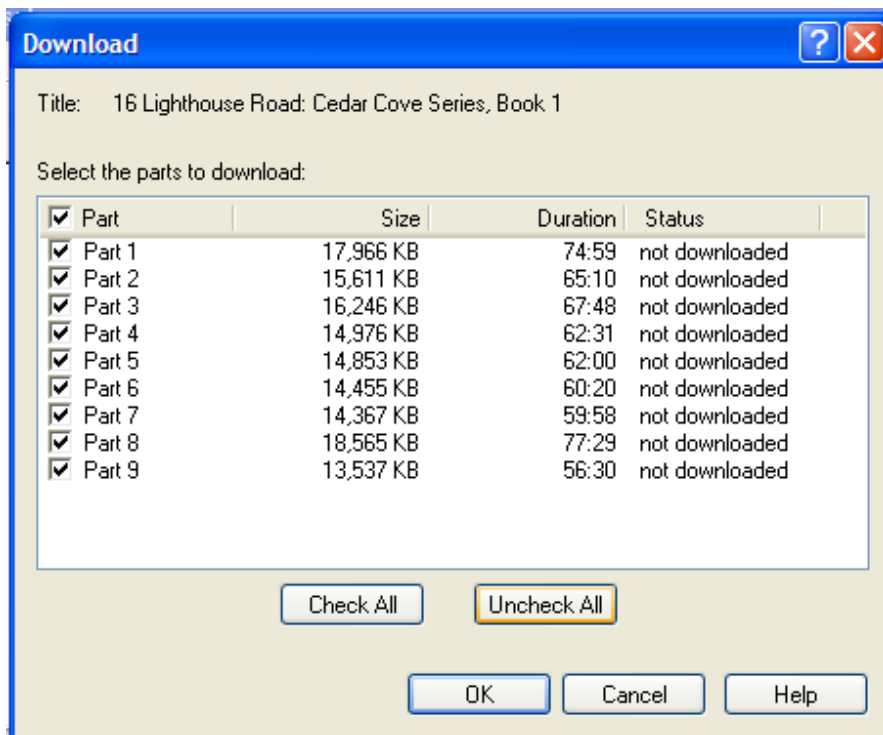 Download
Title: 16 Lighthouse Road: Cedar Cove Series, Book 1
Select the parts to download:
Part Size Duration Status
Part 1 17,966 KB 74:59 not downloaded
Part 2 15,611 KB 65:10 not downloaded
Part 3 16,246 KB 67:48 not downloaded
Part 4 14,976 KB 62:31 not downloaded
Part 5 14,853 KB 62:00 not downloaded
Part 6 14,455 KB 60:20 not downloaded
Part 7 14,367 KB 59:58 not downloaded
Part 8 18,565 KB 77:29 not downloaded
Part 9 13,537 KB 56:30 not downloaded
Check All Uncheck All
OK Cancel Help